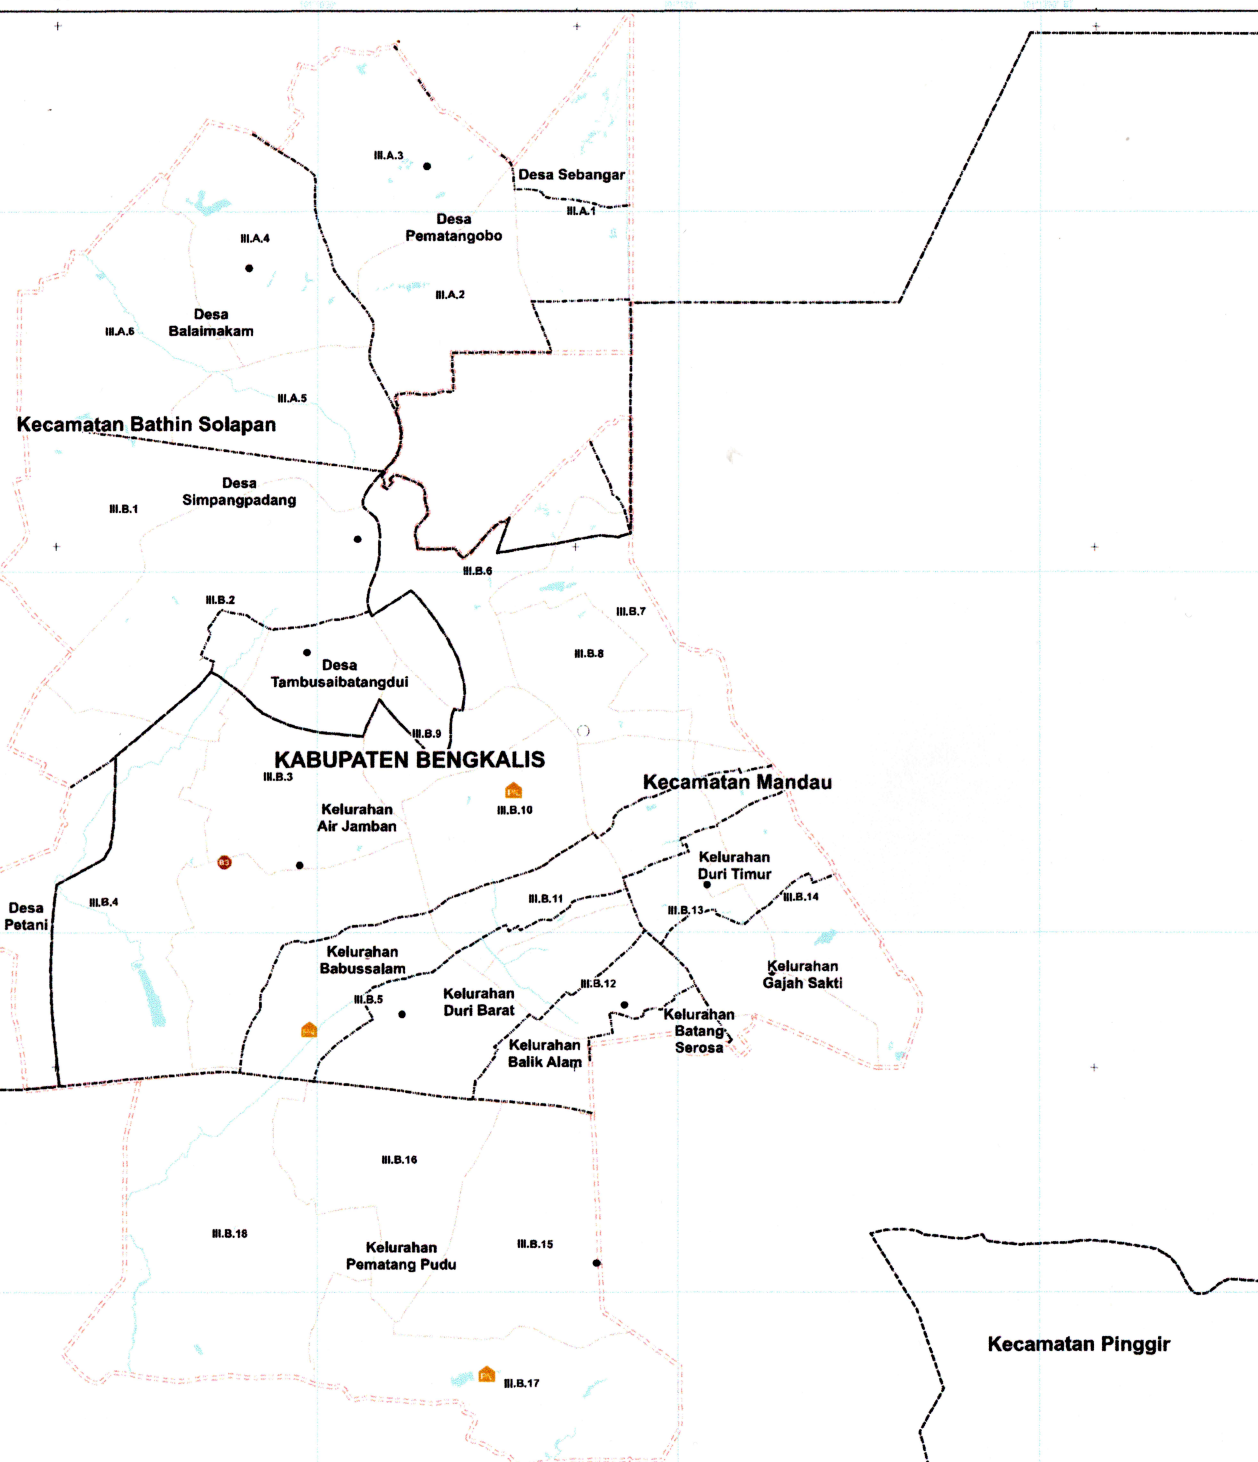 III.A.3
Desa Sebangar
III.A.1
Desa
Pematangobo
III.A.4
III.A.2
Desa
Balaimakam
III.A.6
III.A.5
Kecamatan Bathin Solapan
Desa
Simpangpadang
III.B.1
III.B.6
III.B.2
III.B.7
III.B.8
Desa
Tambusaibatangdui
III.B.9
KABUPATEN BENGKALIS
III.B.3
Kecamatan Mandau
III.B.10
Kelurahan
Air Jamban
B3
Kelurahan
Duri Timur
III.B.4
III.B.11
III.B.14
III.B.13
Desa
Petani
Kelurahan
Babussalam
Kelurahan
Gajah Sakti
III.B.12
III.B.5
Kelurahan
Duri Barat
Kelurahan
Batang
Serosa
Kelurahan
Balik Alam
III.B.16
III.B.18
III.B.15
Kelurahan
Pematang Pudu
Kecamatan Pinggir
III.B.17